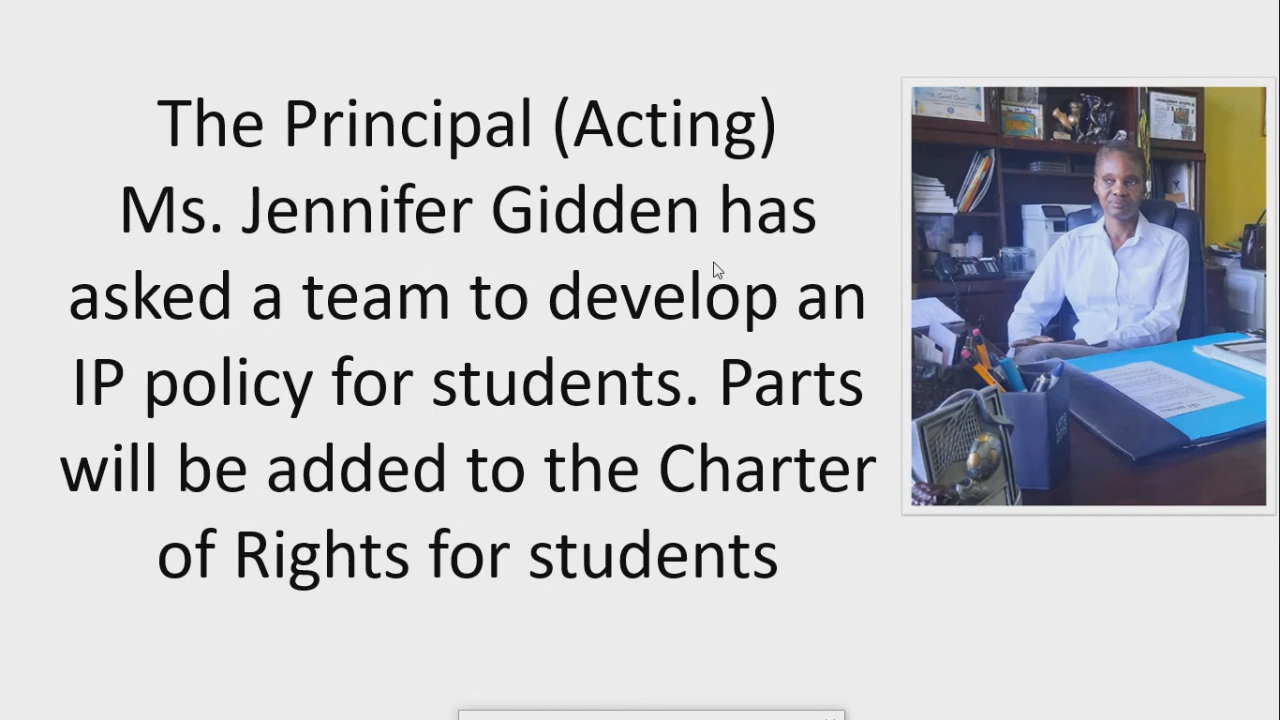 The Principal (Acting)
Ms. Jennifer Gidden has
asked a team to develop an
IP policy for students. Parts
will be added to the Charter
of Rights for students